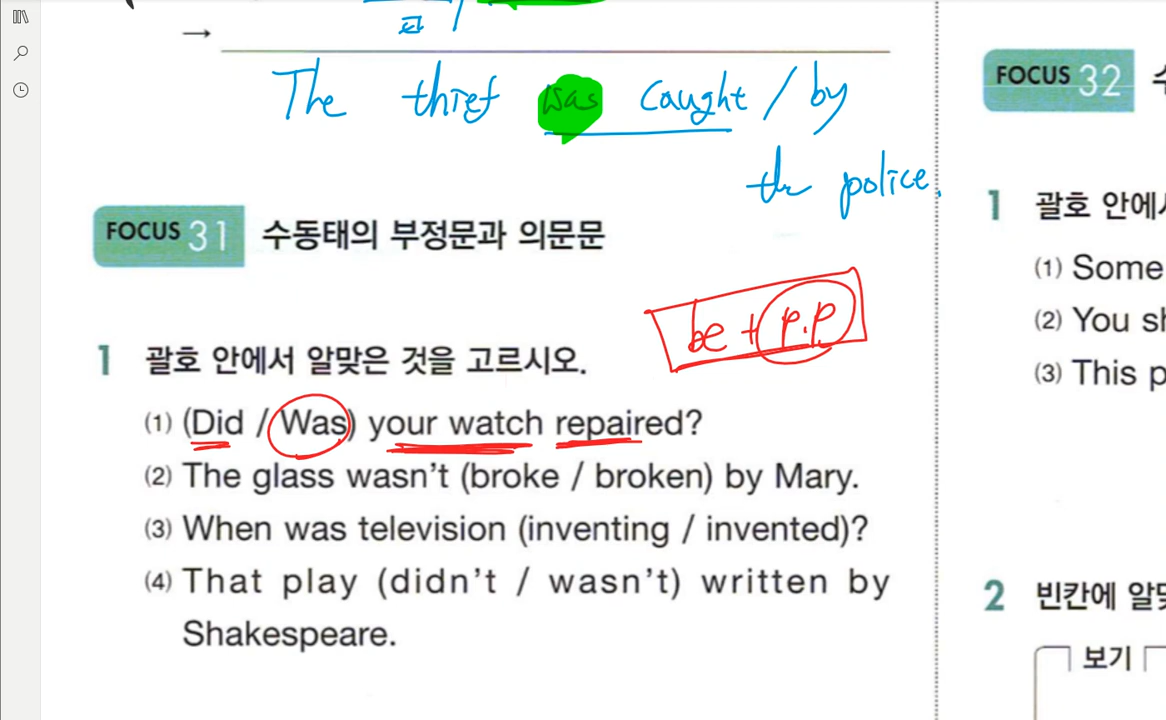 →
The thief was caught / by
the police.
FOCUS 31 수동태의 부정문과 의문문
be + p.p
1 괄호 안에서 알맞은 것을 고르시오.
(1) (Did / Was) your watch repaired?
(2) The glass wasn't (broke / broken) by Mary.
(3) When was television (inventing / invented)?
(4) That play (didn't / wasn't) written by
Shakespeare.
FOCUS 32
1 괄호 안에서
(1) Some
(2) You sh
(3) This p
2 빈칸에 알맞
보기